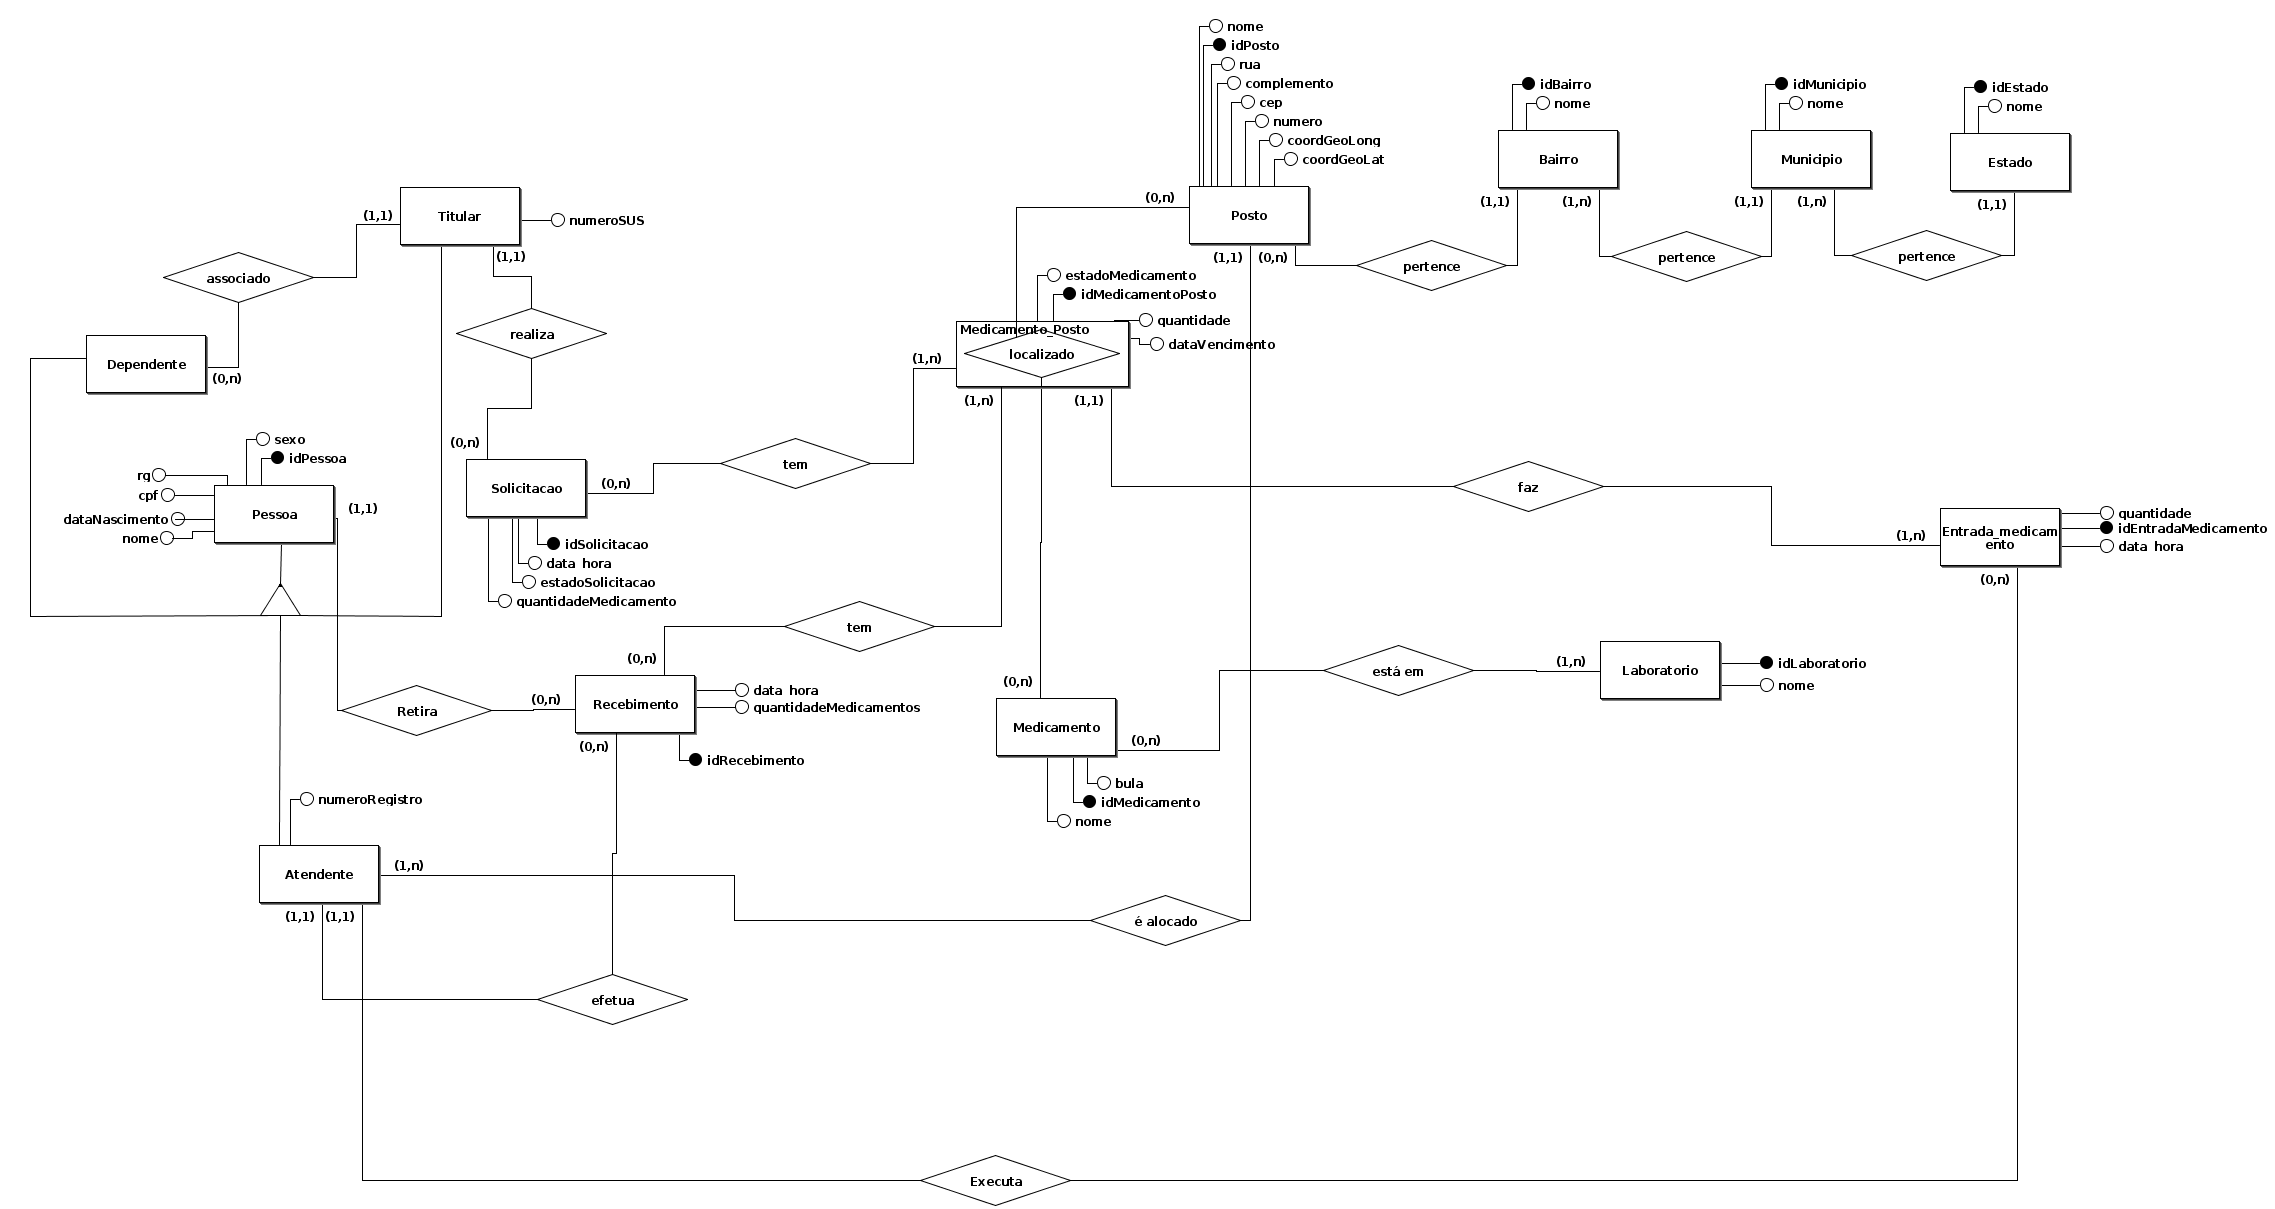 nome
idPosto
rua
complemento
cep
numero
coordGeoLong
coordGeoLat
(0,n)
Posto
(1,1)
(0,n)
idBairro
nome
Bairro
(1,1)
(1,n)
idMunicipio
nome
Municipio
(1,1)
(1,n)
idEstado
nome
Estado
(1,1)
pertence
pertence
pertence
(1,1)
Titular
numeroSUS
(1,1)
associado
realiza
Dependente
(0,n)
estadoMedicamento
idMedicamentoPosto
quantidade
Medicamento_Posto
dataVencimento
localizado
(1,n)
(1,n)
(1,1)
sexo
idPessoa
rg
cpf
dataNascimento
nome
Pessoa
(1,1)
(0,n)
Solicitacao
(0,n)
tem
idSolicitacao
data hora
estadoSolicitacao
quantidadeMedicamento
faz
(1,n)
Entrada_medicam
ento
quantidade
idEntradaMedicamento
data hora
(0,n)
tem
(0,n)
Retira
(0,n)
Recebimento
data hora
quantidadeMedicamentos
(0,n)
idRecebimento
(0,n)
Medicamento
(0,n)
bula
idMedicamento
nome
está em
(1,n)
Laboratorio
idLaboratorio
nome
numeroRegistro
Atendente
(1,n)
(1,1)
(1,1)
é alocado
efetua
Executa